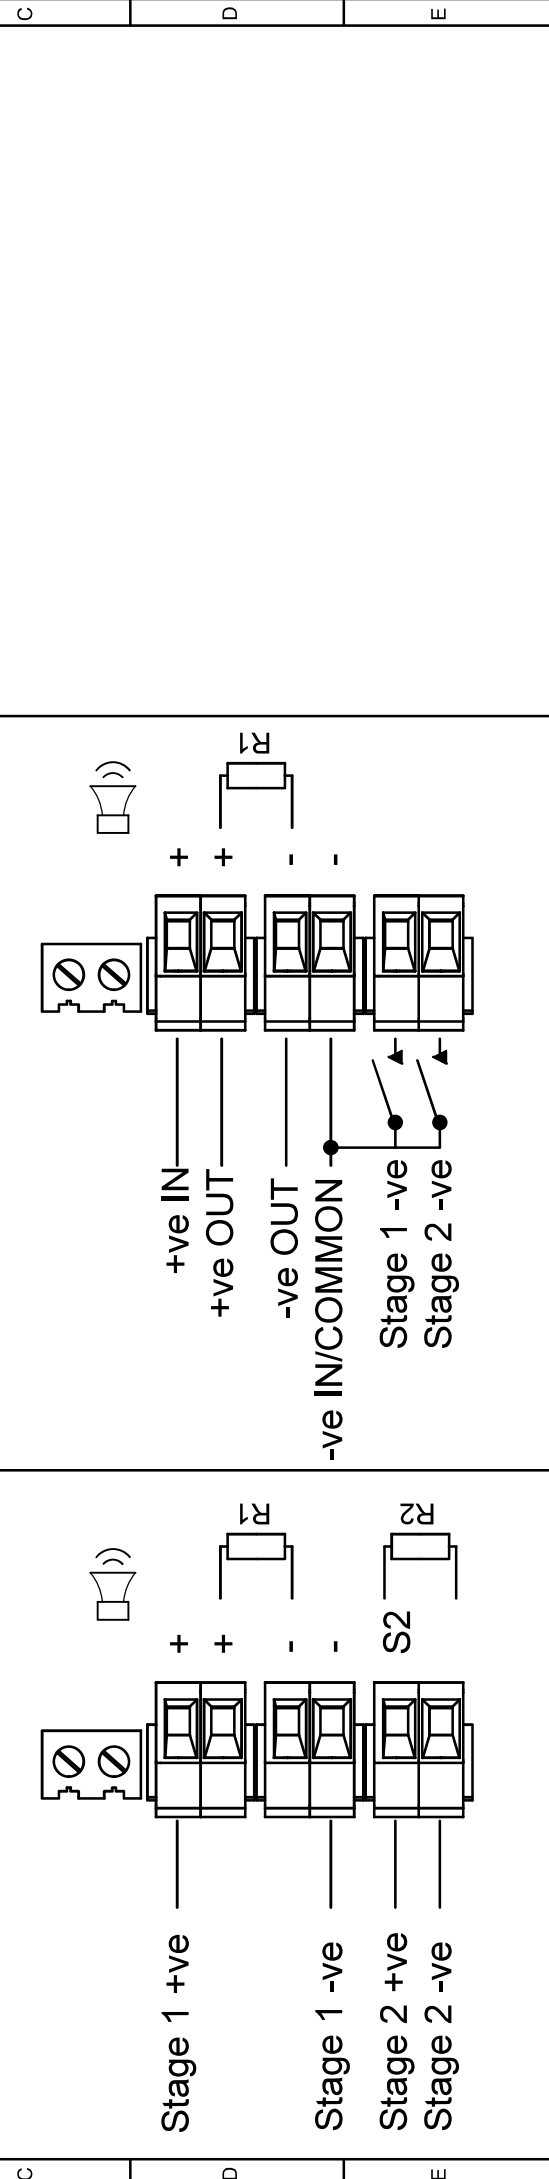 C
D
E
R1
+
+
-
-
+ve IN
+ve OUT
-ve OUT
-ve IN/COMMON
Stage 1 -ve
Stage 2 -ve
R1
R2
+
+
-
-
S2
Stage 1 +ve
Stage 1 -ve
Stage 2 +ve
Stage 2 -ve
C
D
E